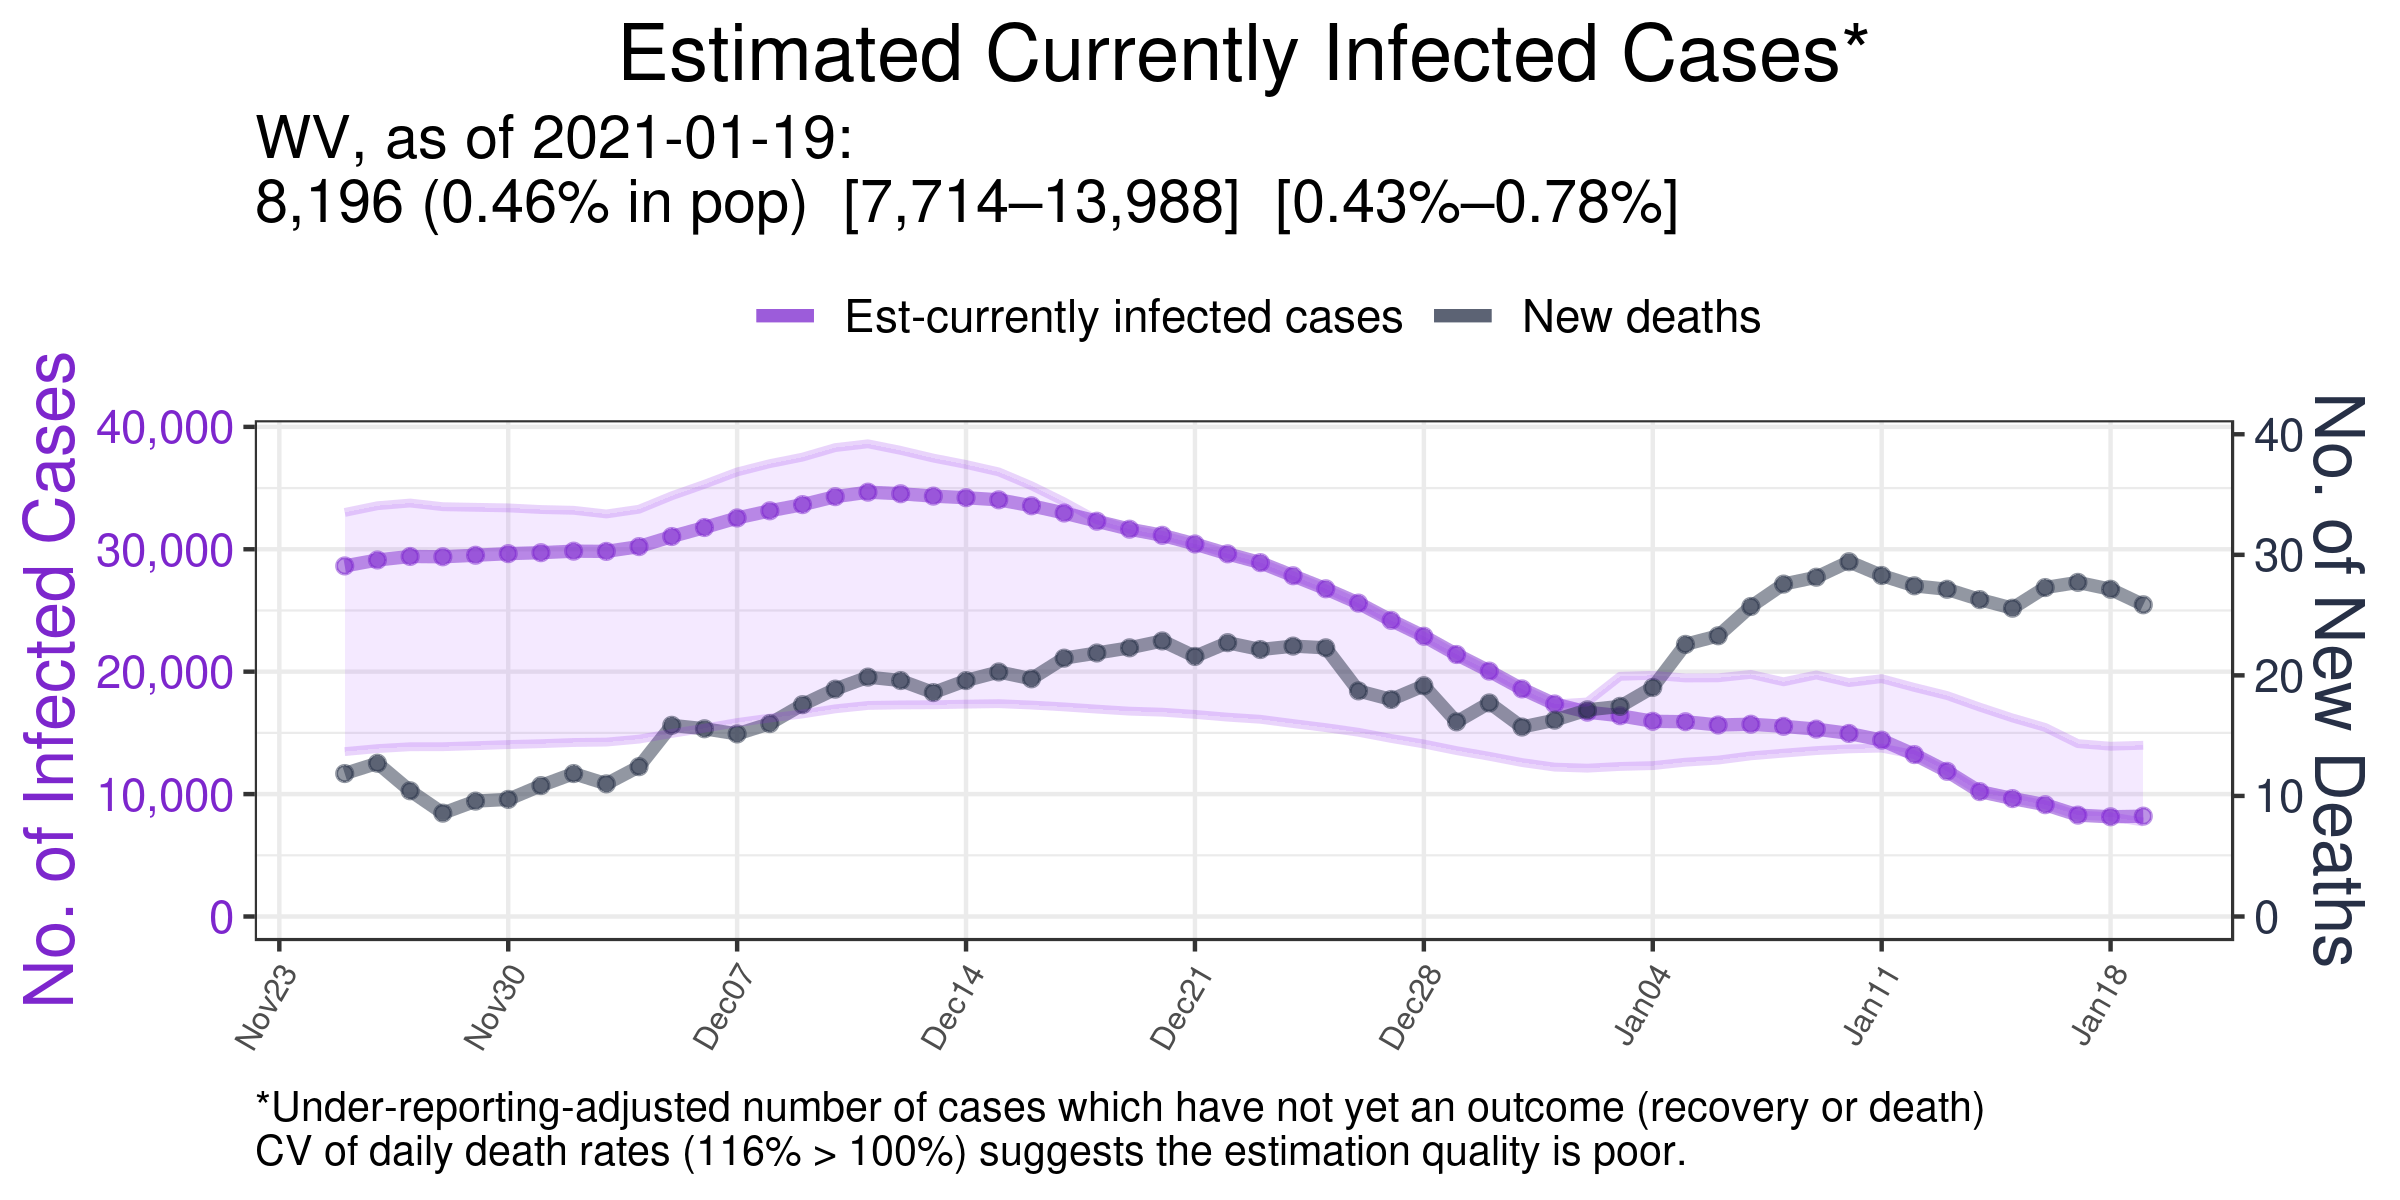 Estimated Currently Infected Cases*
WV, as of 2021-01-19:
8,196 (0.46% in pop)  [7,714–13,988]  [0.43%–0.78%]
Est-currently infected cases
New deaths
No. of Infected Cases
40,000
30,000
20,000
10,000
0
40
30
20
10
0
No. of New Deaths
Nov23
Nov30
Dec07
Dec14
Dec21
Dec28
Jan04
Jan11
Jan18
*Under-reporting-adjusted number of cases which have not yet an outcome (recovery or death)
CV of daily death rates (116% > 100%) suggests the estimation quality is poor.